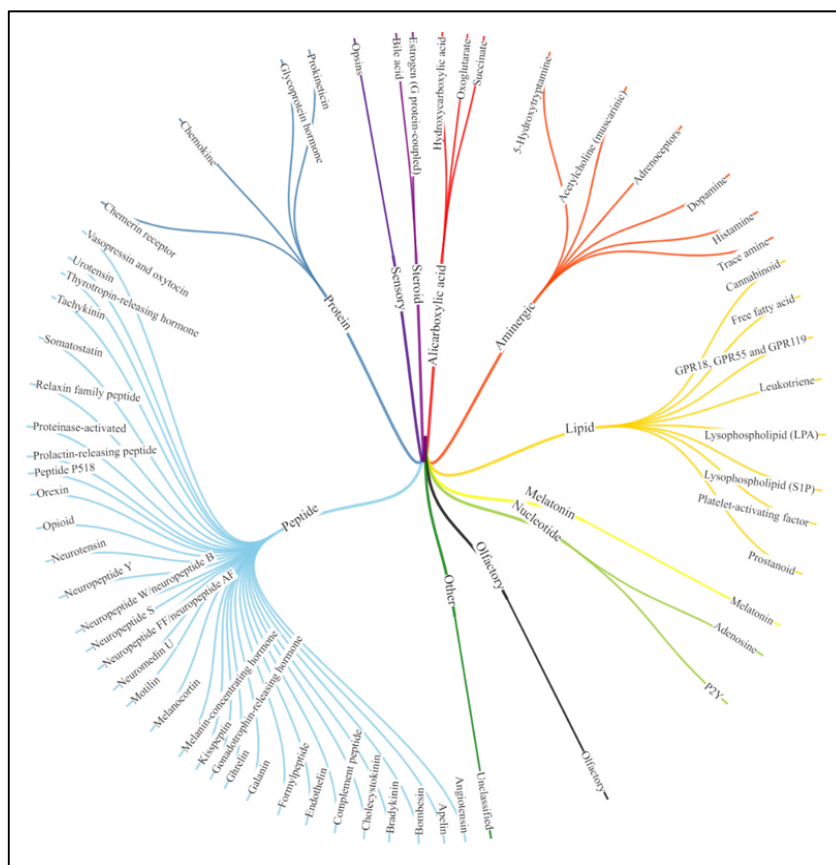 Opsins
Bile acid
Estrogen (G protein-coupled)
Hydroxycarboxylic acid
Oxoglutarate
Succinate
5-Hydroxytryptamine
Acetylcholine (muscarinic)
Adrenoceptors
Dopamine
Histamine
Trace amine
Cannabinoid
Free fatty acid
GPR18, GPR55 and GPR119
Leukotriene
Lysophospholipid (LPA)
Lysophospholipid (S1P)
Platelet-activating factor
Prostanoid
Melatonin
Adenosine
P2Y
Olfactory
Unclassified
Angiotensin
Apelin
Bombesin
Bradykinin
Cholecystokinin
Complement peptide
Endothelin
Formylpeptide
Galanin
Ghrelin
Gonadotrophin-releasing hormone
Kisspeptin
Melanin-concentrating hormone
Melanocortin
Motilin
Neuromedin U
Neuropeptide FF/neuropeptide AF
Neuropeptide S
Neuropeptide W/neuropeptide B
Neuropeptide Y
Neurotensin
Opioid
Orexin
Peptide P518
Prolactin-releasing peptide
Proteinase-activated
Relaxin family peptide
Somatostatin
Tachykinin
Thyrotropin-releasing hormone
Urotensin
Vasopressin and oxytocin
Chemerin receptor
Chemokine
Glycoprotein hormone
Prokineticin
Protein
Sensory
Steroid
Alicarboxylic acid
Aminergic
Lipid
Melatonin
Nucleotide
Olfactory
Other
Peptide